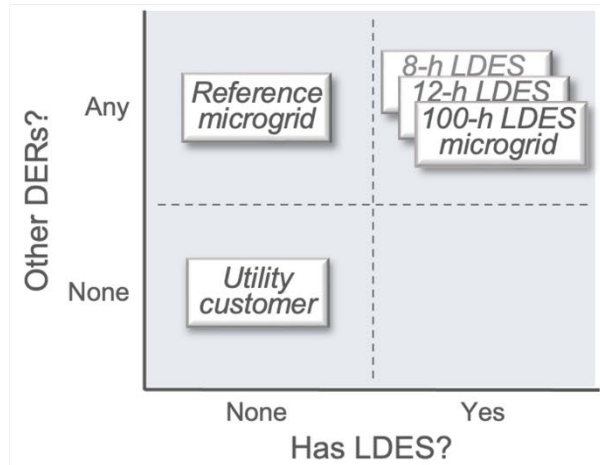 Other DERs?
Any
None
Reference
microgrid
8-h LDES
12-h LDES
100-h LDES
microgrid
Utility
customer
None
Yes
Has LDES?